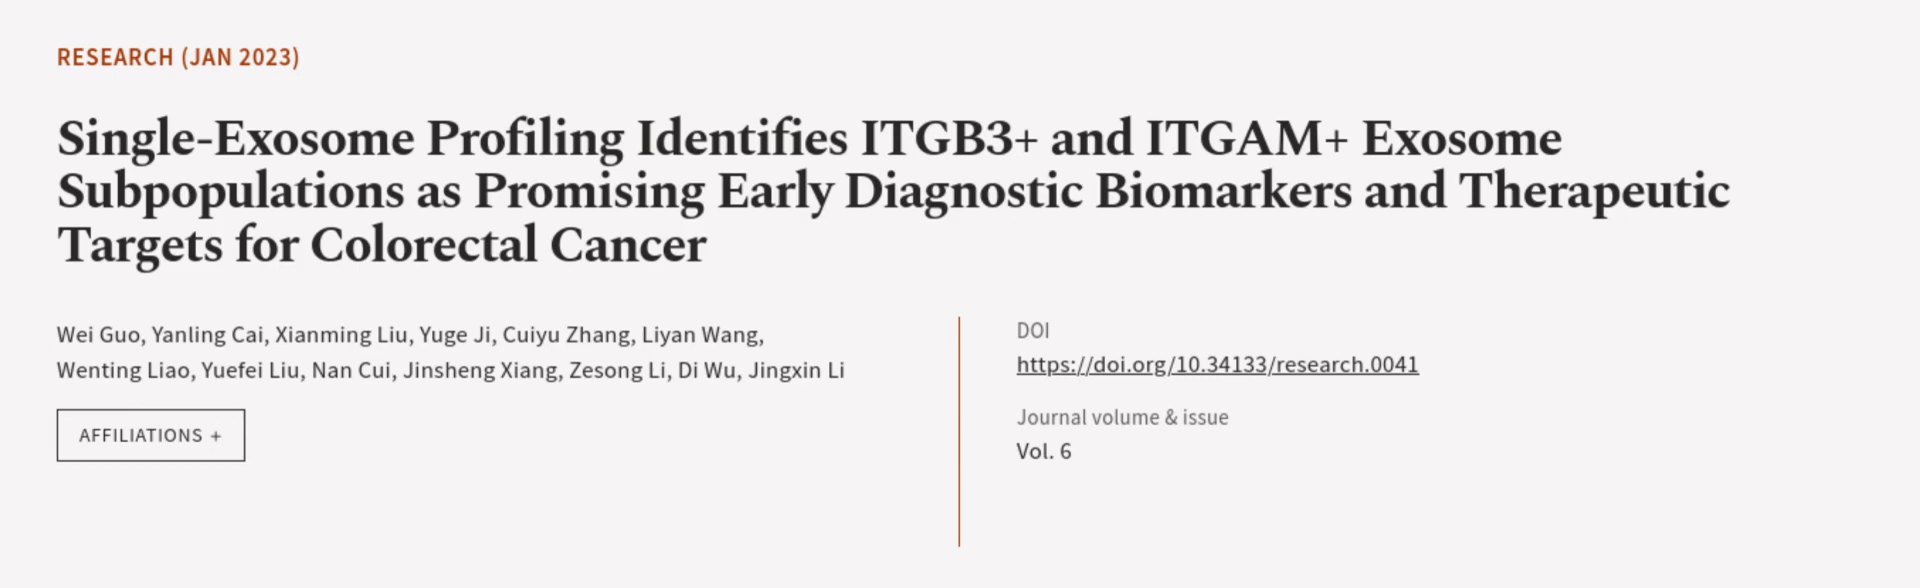 RESEARCH (JAN 2023)
Single-Exosome Profiling Identifies ITGB3+ and ITGAM+ Exosome
Subpopulations as Promising Early Diagnostic Biomarkers and Therapeutic
Targets for Colorectal Cancer
Wei Guo, Yanling Cai, Xianming Liu, Yuge Ji, Cuiyu Zhang, Liyan Wang,
Wenting Liao, Yuefei Liu, Nan Cui, Jinsheng Xiang, Zesong Li, Di Wu, Jingxin Li
AFFILIATIONS +
DOI
https://doi.org/10.34133/research.0041
Journal volume & issue
Vol. 6